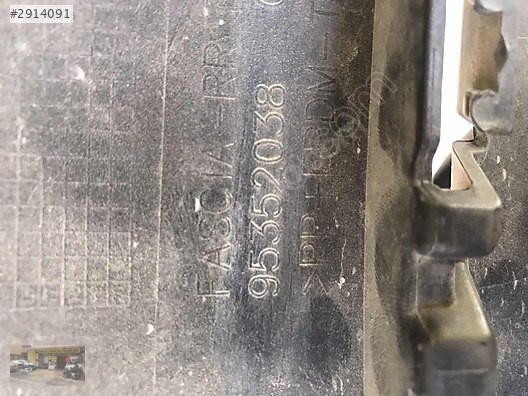 #2914091
FASCIA-RR
95352038
>PP+EPDM-T